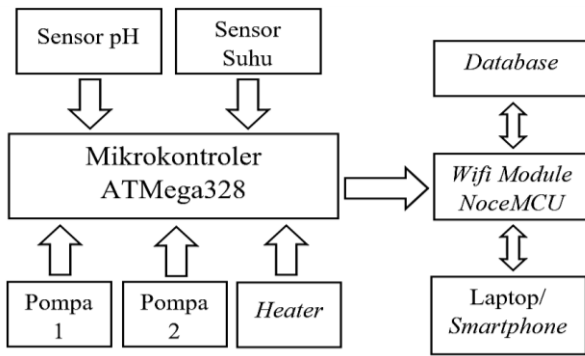 Sensor pH
Sensor
Suhu
Database
Mikrokontroler
ATMega328
Wifi Module
NoceMCU
Pompa
1
Pompa
2
Heater
Laptop/
Smartphone